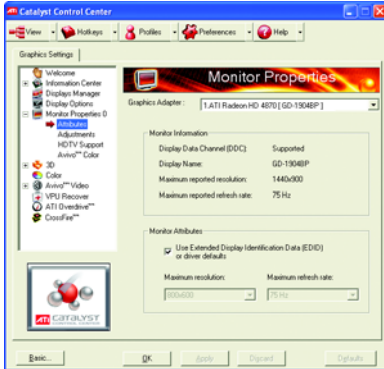 ATI Catalyst Control Center
View Hotkeys Profiles Preferences Help
Graphics Settings
Welcome
Information Center
Displays Manager
Display Options
Monitor Properties 0
Attributes
Adjustments
HDTV Support
Avivo™ Color
3D
Color
Avivo™ Video
VPU Recover
ATI Overdrive™
CrossFire™
Monitor Properties
Graphics Adapter :
1.ATI Radeon HD 4870 [ GD-1904BP ]
Monitor Information
Display Data Channel (DDC): Supported
Display Name: GD-1904BP
Maximum reported resolution: 1440x900
Maximum reported refresh rate: 75 Hz
Monitor Attributes
Use Extended Display Identification Data (EDID)
or driver defaults
Maximum resolution: Maximum refresh rate:
800x600 75 Hz
ATI CATALYST
CONTROL CENTER
Basic... OK Apply Discard Defaults